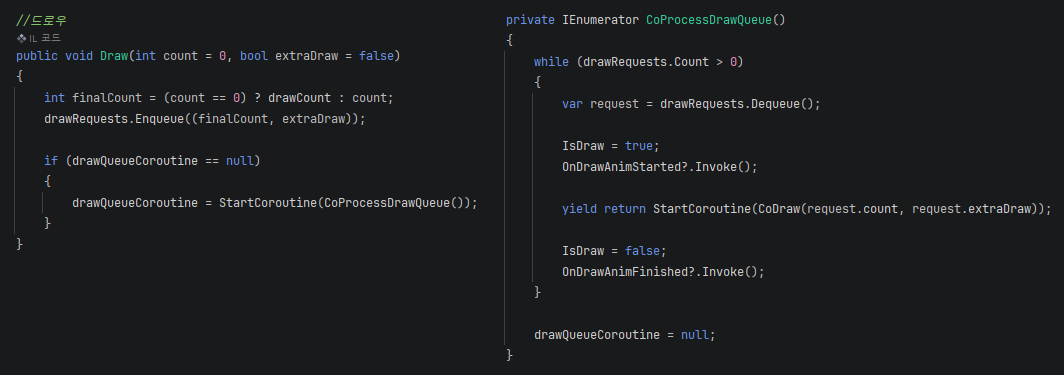 //드로우
IL 코드
public void Draw(int count = 0, bool extraDraw = false)
{
    int finalCount = (count == 0) ? drawCount : count;
    drawRequests.Enqueue((finalCount, extraDraw));

    if (drawQueueCoroutine == null)
    {
        drawQueueCoroutine = StartCoroutine(CoProcessDrawQueue());
    }
}
private IEnumerator CoProcessDrawQueue()
{
    while (drawRequests.Count > 0)
    {
        var request = drawRequests.Dequeue();

        IsDraw = true;
        OnDrawAnimStarted?.Invoke();

        yield return StartCoroutine(CoDraw(request.count, request.extraDraw));

        IsDraw = false;
        OnDrawAnimFinished?.Invoke();
    }

    drawQueueCoroutine = null;
}